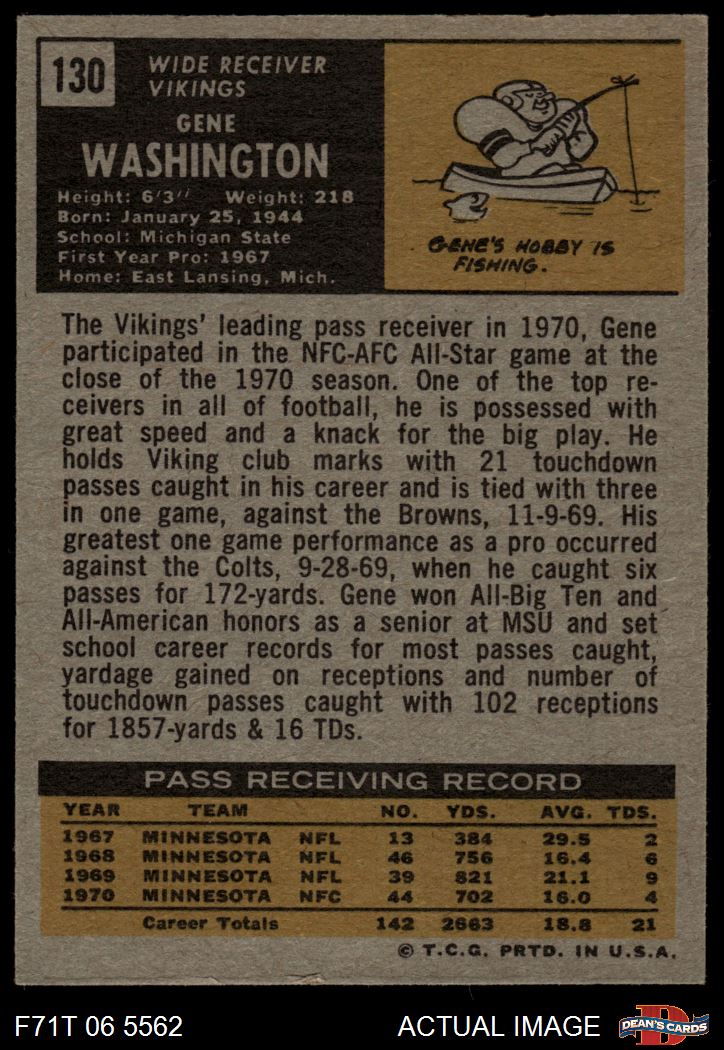 130
WIDE RECEIVER
VIKINGS
GENE
WASHINGTON
Height: 6'3'' Weight: 218
Born: January 25, 1944
School: Michigan State
First Year Pro: 1967
Home: East Lansing, Mich.
GENE'S HOBBY IS
FISHING.
The Vikings' leading pass receiver in 1970, Gene
participated in the NFC-AFC All-Star game at the
close of the 1970 season. One of the top re-
ceivers in all of football, he is possessed with
great speed and a knack for the big play. He
holds Viking club marks with 21 touchdown
passes caught in his career and is tied with three
in one game, against the Browns, 11-9-69. His
greatest one game performance as a pro occurred
against the Colts, 9-28-69, when he caught six
passes for 172-yards. Gene won All-Big Ten and
All-American honors as a senior at MSU and set
school career records for most passes caught,
yardage gained on receptions and number of
touchdown passes caught with 102 receptions
for 1857-yards & 16 TDs.
PASS RECEIVING RECORD
YEAR TEAM NO. YDS. AVG. TDS.
1967 MINNESOTA NFL 13 384 29.5 2
1968 MINNESOTA NFL 46 756 16.4 6
1969 MINNESOTA NFL 39 821 21.1 9
1970 MINNESOTA NFC 44 702 16.0 4
Career Totals 142 2663 18.8 21
© T.C.G. PRTD. IN U.S.A.
F71T 06 5562 ACTUAL IMAGE
D
DEAN'S CARDS